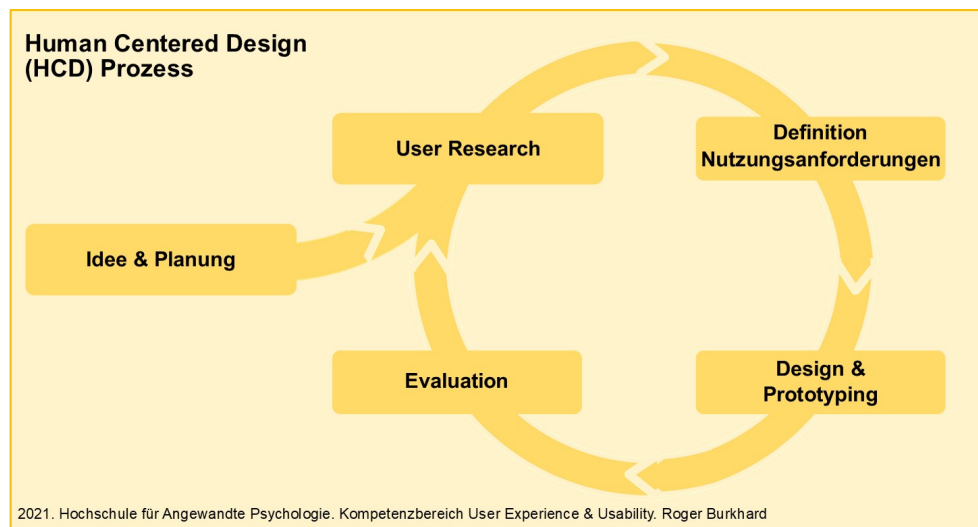 Human Centered Design
(HCD) Prozess
User Research
Definition
Nutzungsanforderungen
Idee & Planung
Evaluation
Design &
Prototyping
2021. Hochschule für Angewandte Psychologie. Kompetenzbereich User Experience & Usability. Roger Burkhard